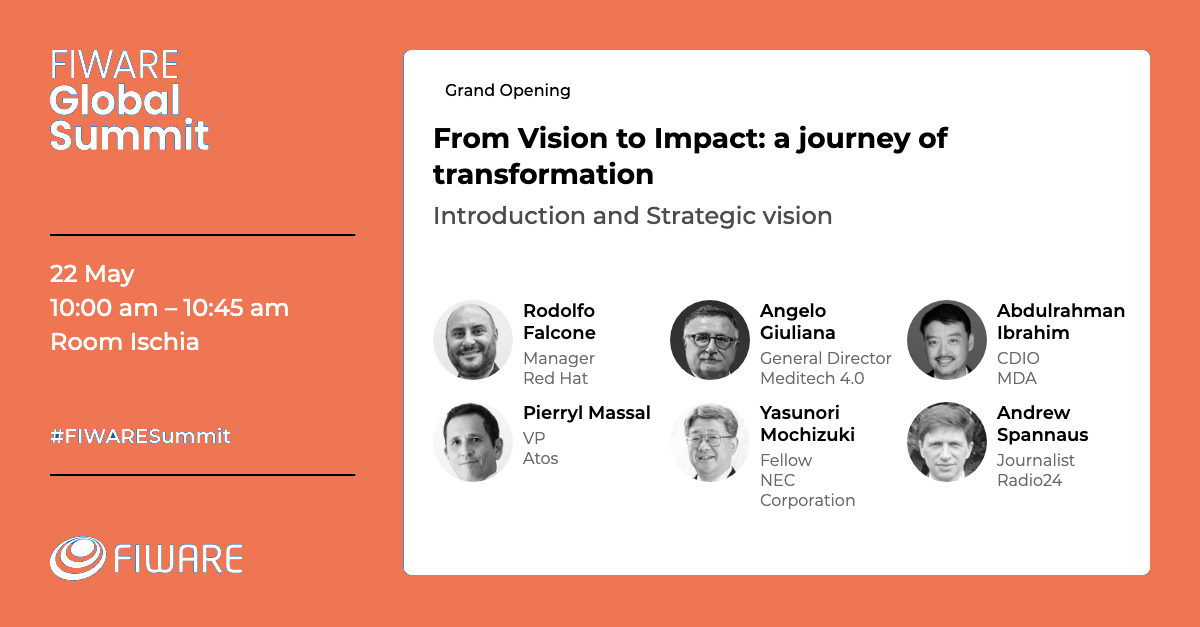 FIWARE
Global
Summit
22 May
10:00 am – 10:45 am
Room Ischia
#FIWARESummit
FIWARE
Grand Opening
From Vision to Impact: a journey of
transformation
Introduction and Strategic vision
Rodolfo
Falcone
Manager
Red Hat
Angelo
Giuliana
General Director
Meditech 4.0
Abdulrahman
Ibrahim
CDIO
MDA
Pierryl Massal
VP
Atos
Yasunori
Mochizuki
Fellow
NEC
Corporation
Andrew
Spannaus
Journalist
Radio24